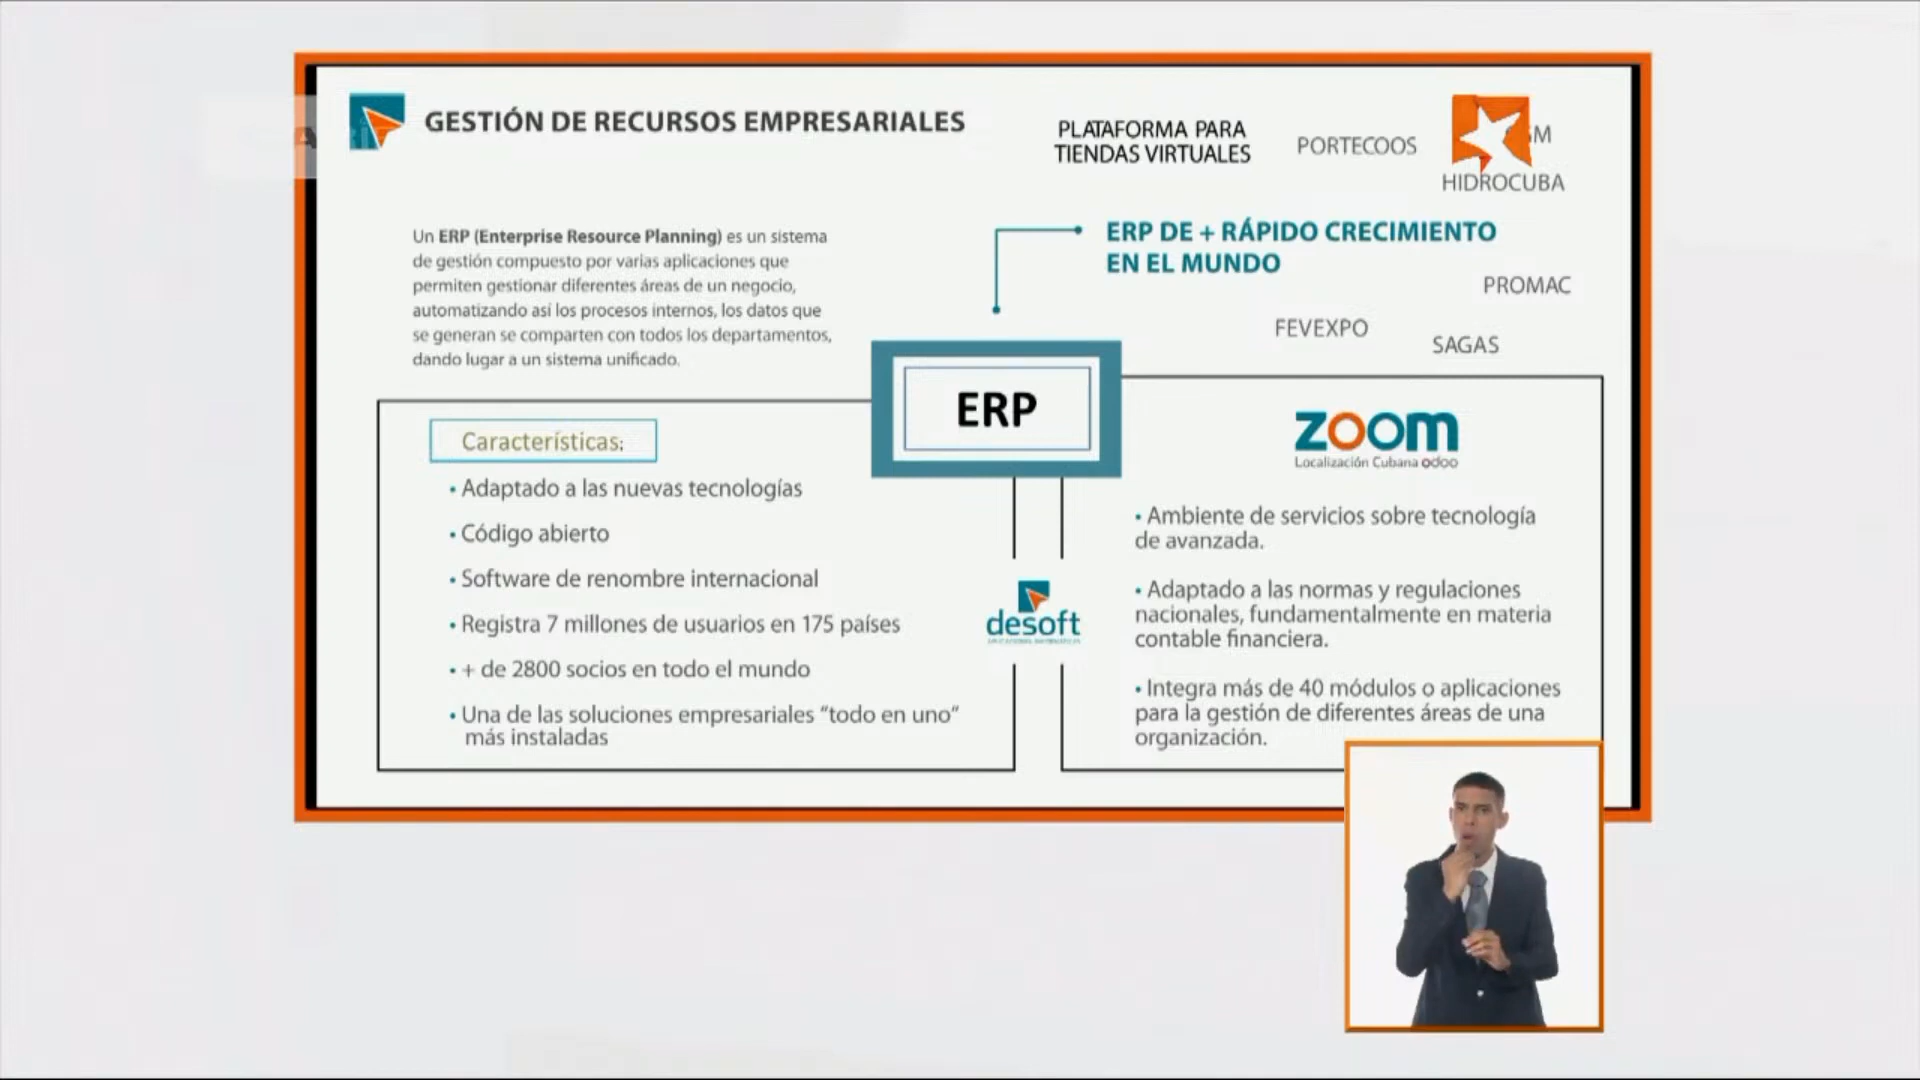 GESTIÓN DE RECURSOS EMPRESARIALES
PLATAFORMA PARA
TIENDAS VIRTUALES
PORTECOOS
HIDROCUBA
Un ERP (Enterprise Resource Planning) es un sistema
de gestión compuesto por varias aplicaciones que
permiten gestionar diferentes áreas de un negocio,
automatizando así los procesos internos, los datos que
se generan se comparten con todos los departamentos,
dando lugar a un sistema unificado.
ERP DE + RÁPIDO CRECIMIENTO
EN EL MUNDO
PROMAC
FEVEXPO
SAGAS
ERP
Características:
• Adaptado a las nuevas tecnologías
• Código abierto
• Software de renombre internacional
• Registra 7 millones de usuarios en 175 países
• + de 2800 socios en todo el mundo
• Una de las soluciones empresariales “todo en uno”
más instaladas
desoft
zoom
Localización Cubana odoo
• Ambiente de servicios sobre tecnología
de avanzada.
• Adaptado a las normas y regulaciones
nacionales, fundamentalmente en materia
contable financiera.
• Integra más de 40 módulos o aplicaciones
para la gestión de diferentes áreas de una
organización.